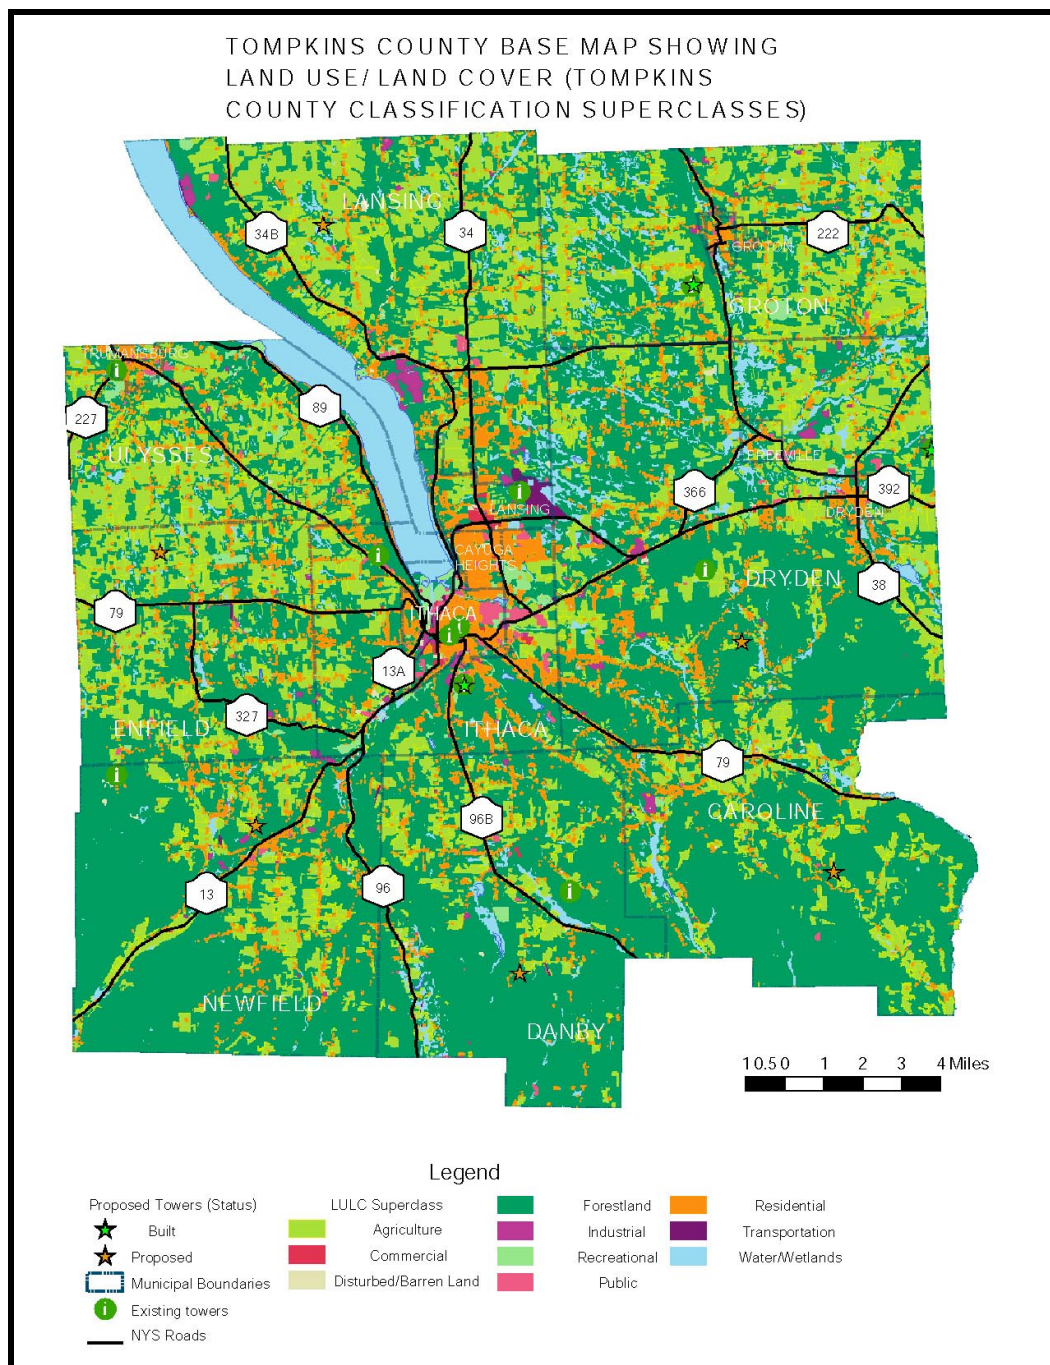 TOMPKINS COUNTY BASE MAP SHOWING
LAND USE/ LAND COVER (TOMPKINS
COUNTY CLASSIFICATION SUPERCLASSES)
LANSING
34B
34
222
GROTON
GROTON
TRUMANSBURG
89
227
ULYSSES
FREEVILLE
366
392
LANSING
DRYDEN
CAYUGA
HEIGHTS
DRYDEN
38
79
ITHACA
13A
327
ENFIELD
ITHACA
79
CAROLINE
96B
13
96
NEWFIELD
DANBY
1 0.5 0 1 2 3 4 Miles
Legend
Proposed Towers (Status)
Built
Proposed
Municipal Boundaries
Existing towers
NYS Roads
LULC Superclass
Agriculture
Commercial
Disturbed/Barren Land
Forestland
Industrial
Recreational
Public
Residential
Transportation
Water/Wetlands